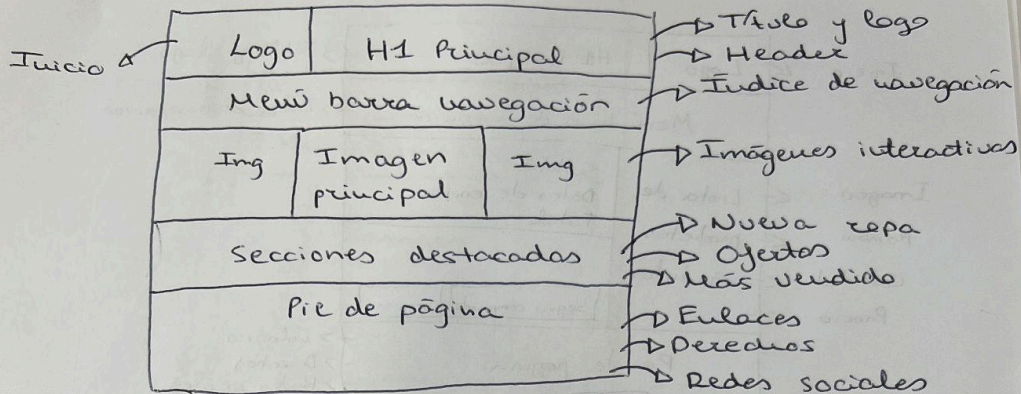 Inicio
Logo
H1 Principal
Título y logo
Header
Menú barra navegación
Índice de navegación
Img
Imagen
principal
Img
Imágenes interactivas
Secciones destacadas
Nueva ropa
Ofertas
Más vendido
Pie de página
Enlaces
Derechos
Redes sociales